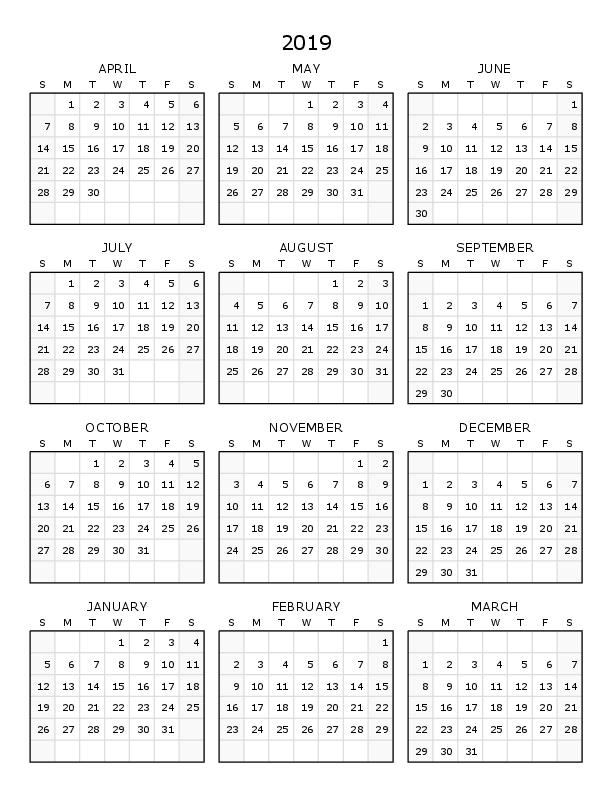 2019
APRIL MAY JUNE
S M T W T F S S M T W T F S S M T W T F S
1 2 3 4 5 6 1 2 3 4 1
7 8 9 10 11 12 13 5 6 7 8 9 10 11 2 3 4 5 6 7 8
14 15 16 17 18 19 20 12 13 14 15 16 17 18 9 10 11 12 13 14 15
21 22 23 24 25 26 27 19 20 21 22 23 24 25 16 17 18 19 20 21 22
28 29 30 26 27 28 29 30 31 23 24 25 26 27 28 29
30
JULY AUGUST SEPTEMBER
S M T W T F S S M T W T F S S M T W T F S
1 2 3 4 5 6 1 2 3
7 8 9 10 11 12 13 4 5 6 7 8 9 10 1 2 3 4 5 6 7
14 15 16 17 18 19 20 11 12 13 14 15 16 17 8 9 10 11 12 13 14
21 22 23 24 25 26 27 18 19 20 21 22 23 24 15 16 17 18 19 20 21
28 29 30 31 25 26 27 28 29 30 31 22 23 24 25 26 27 28
29 30
OCTOBER NOVEMBER DECEMBER
S M T W T F S S M T W T F S S M T W T F S
1 2 3 4 5 1 2
6 7 8 9 10 11 12 3 4 5 6 7 8 9 1 2 3 4 5 6 7
13 14 15 16 17 18 19 10 11 12 13 14 15 16 8 9 10 11 12 13 14
20 21 22 23 24 25 26 17 18 19 20 21 22 23 15 16 17 18 19 20 21
27 28 29 30 31 24 25 26 27 28 29 30 22 23 24 25 26 27 28
29 30 31
JANUARY FEBRUARY MARCH
S M T W T F S S M T W T F S S M T W T F S
1 2 3 4 1
5 6 7 8 9 10 11 2 3 4 5 6 7 8 1 2 3 4 5 6 7
12 13 14 15 16 17 18 9 10 11 12 13 14 15 8 9 10 11 12 13 14
19 20 21 22 23 24 25 16 17 18 19 20 21 22 15 16 17 18 19 20 21
26 27 28 29 30 31 23 24 25 26 27 28 29 22 23 24 25 26 27 28
29 30 31